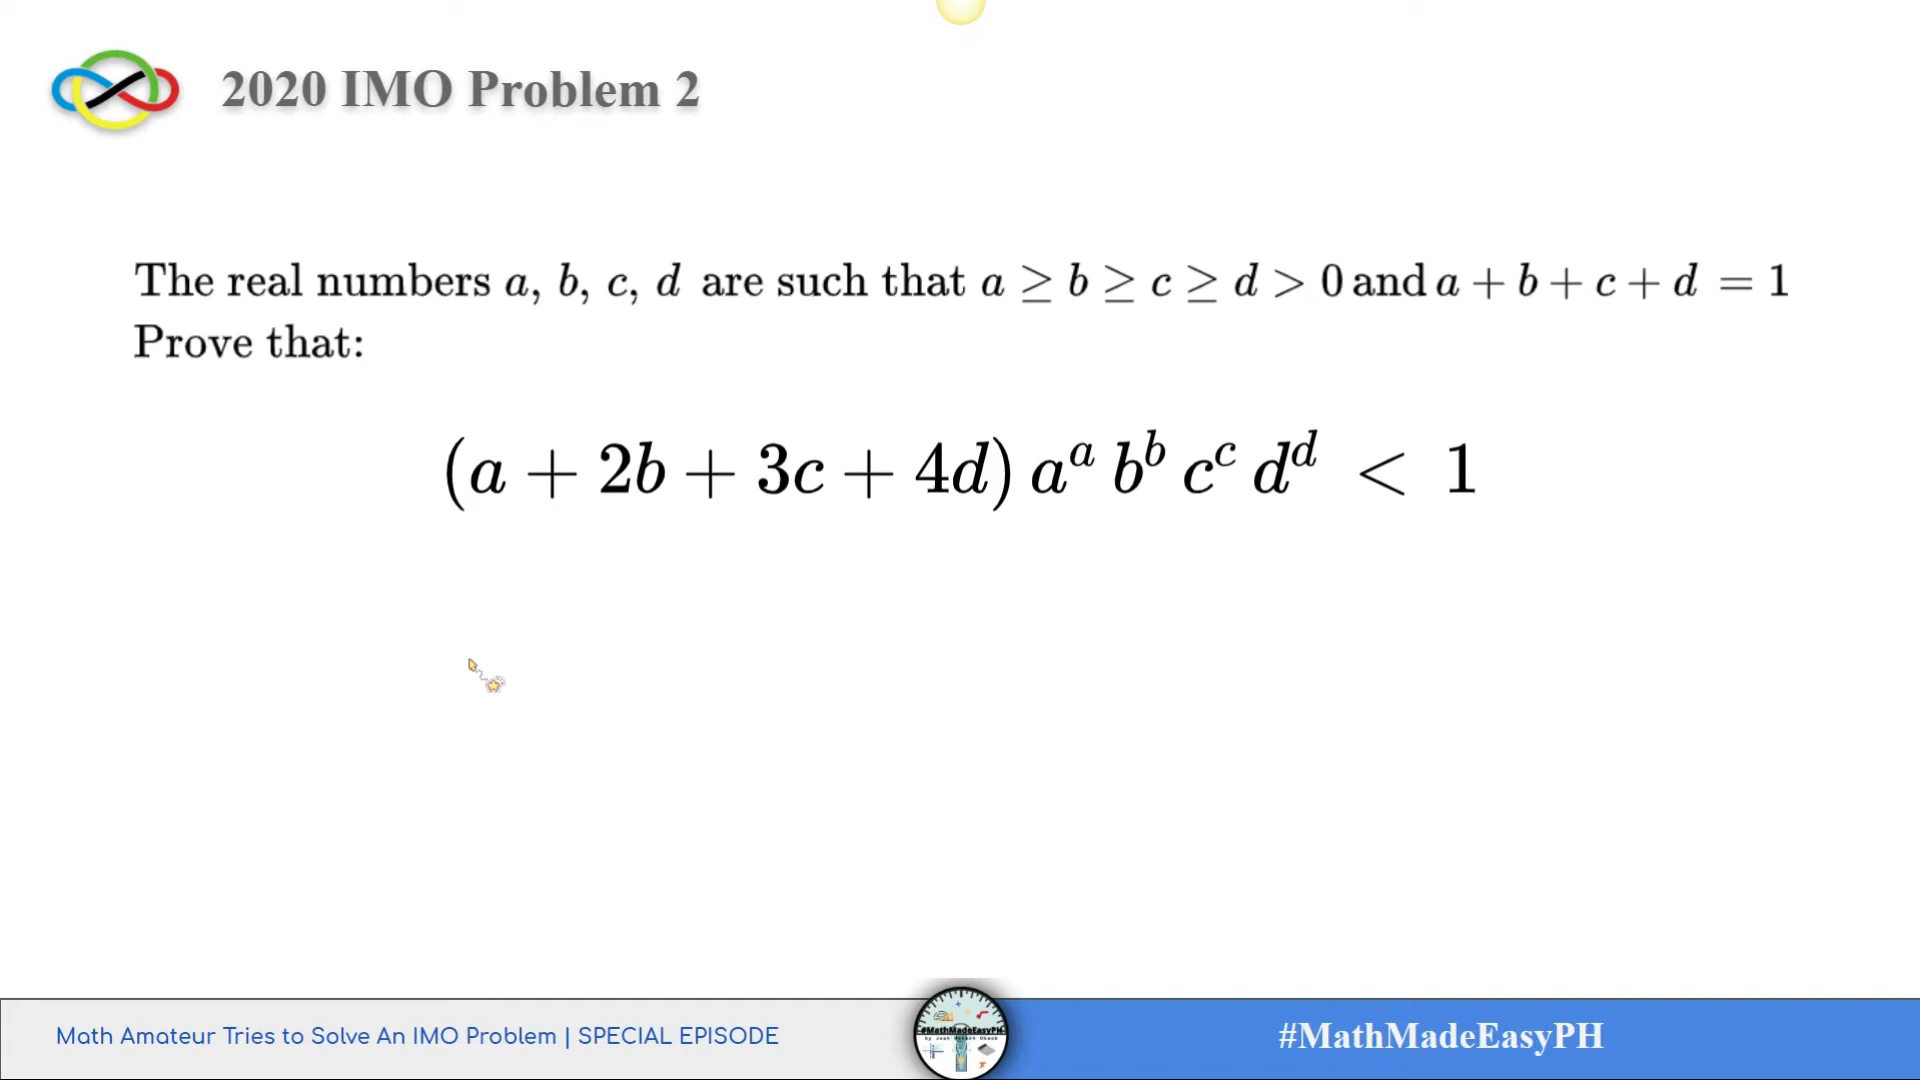 2020 IMO Problem 2
The real numbers a, b, c, d are such that a ≥ b ≥ c ≥ d > 0 and a + b + c + d = 1
Prove that:
(a + 2b + 3c + 4d) a^a b^b c^c d^d < 1
Math Amateur Tries to Solve An IMO Problem | SPECIAL EPISODE
#MathMadeEasyPH
#MathMadeEasyPH